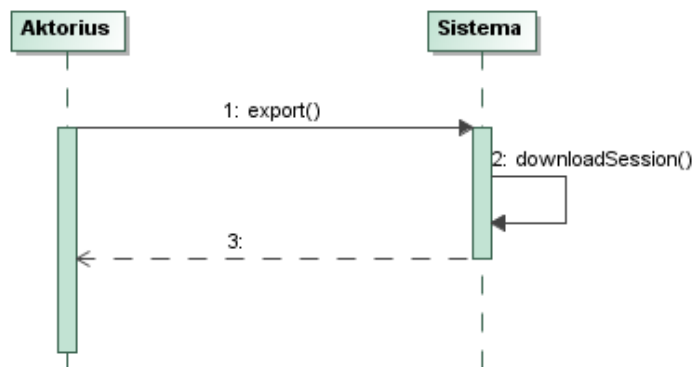 Aktorius
Sistema
1: export()
2: downloadSession()
3: